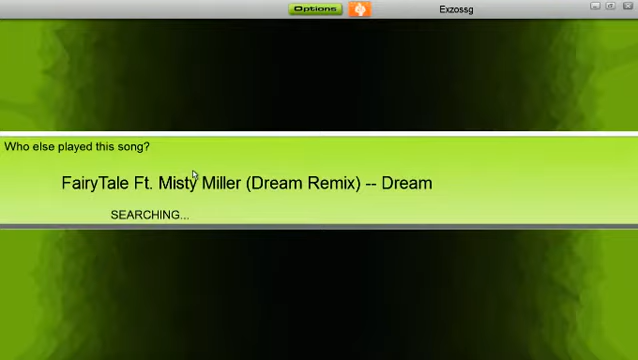 Options
Exzossg
Who else played this song?
FairyTale Ft. Misty Miller (Dream Remix) -- Dream
SEARCHING...